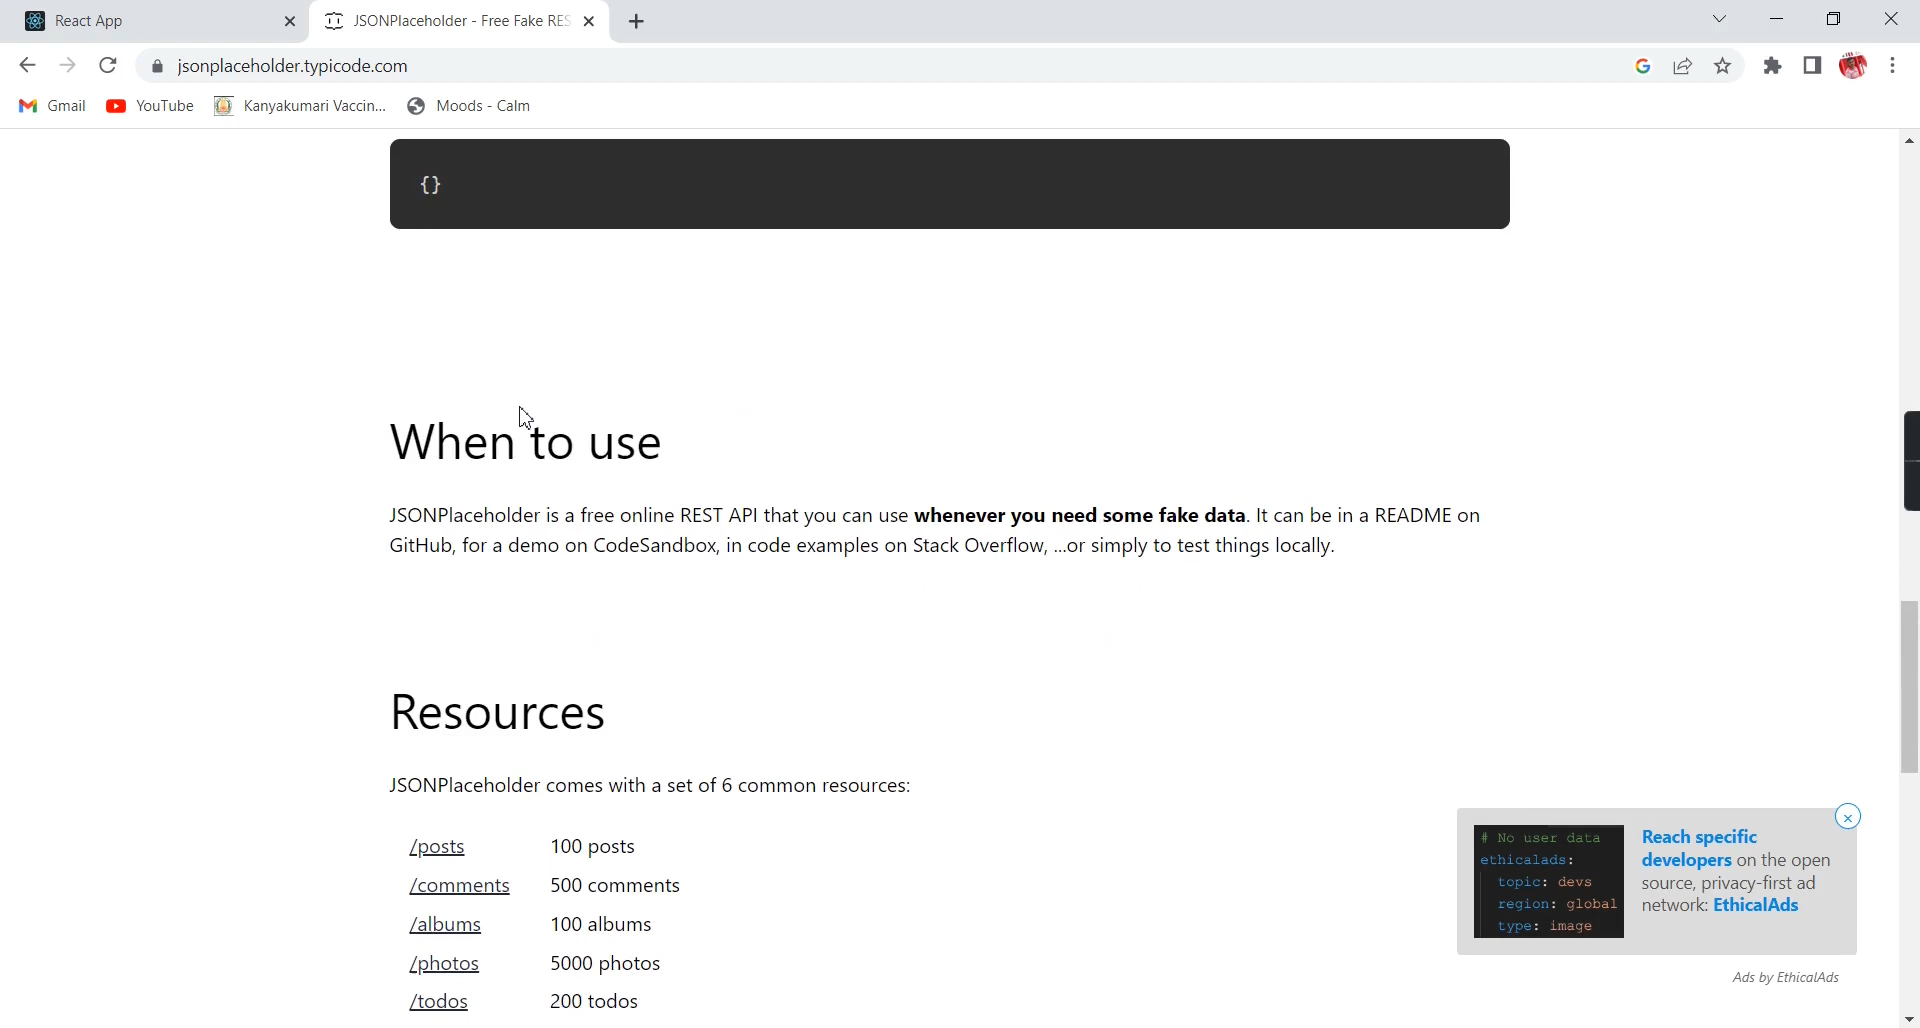 React App
JSONPlaceholder - Free Fake RES
jsonplaceholder.typicode.com
Gmail
YouTube
Kanyakumari Vaccin...
Moods - Calm
{}
When to use
JSONPlaceholder is a free online REST API that you can use whenever you need some fake data. It can be in a README on
GitHub, for a demo on CodeSandbox, in code examples on Stack Overflow, ...or simply to test things locally.
Resources
JSONPlaceholder comes with a set of 6 common resources:
/posts 100 posts
/comments 500 comments
/albums 100 albums
/photos 5000 photos
/todos 200 todos
# No user data
ethicalads:
topic: devs
region: global
type: image
Reach specific
developers on the open
source, privacy-first ad
network: EthicalAds
Ads by EthicalAds